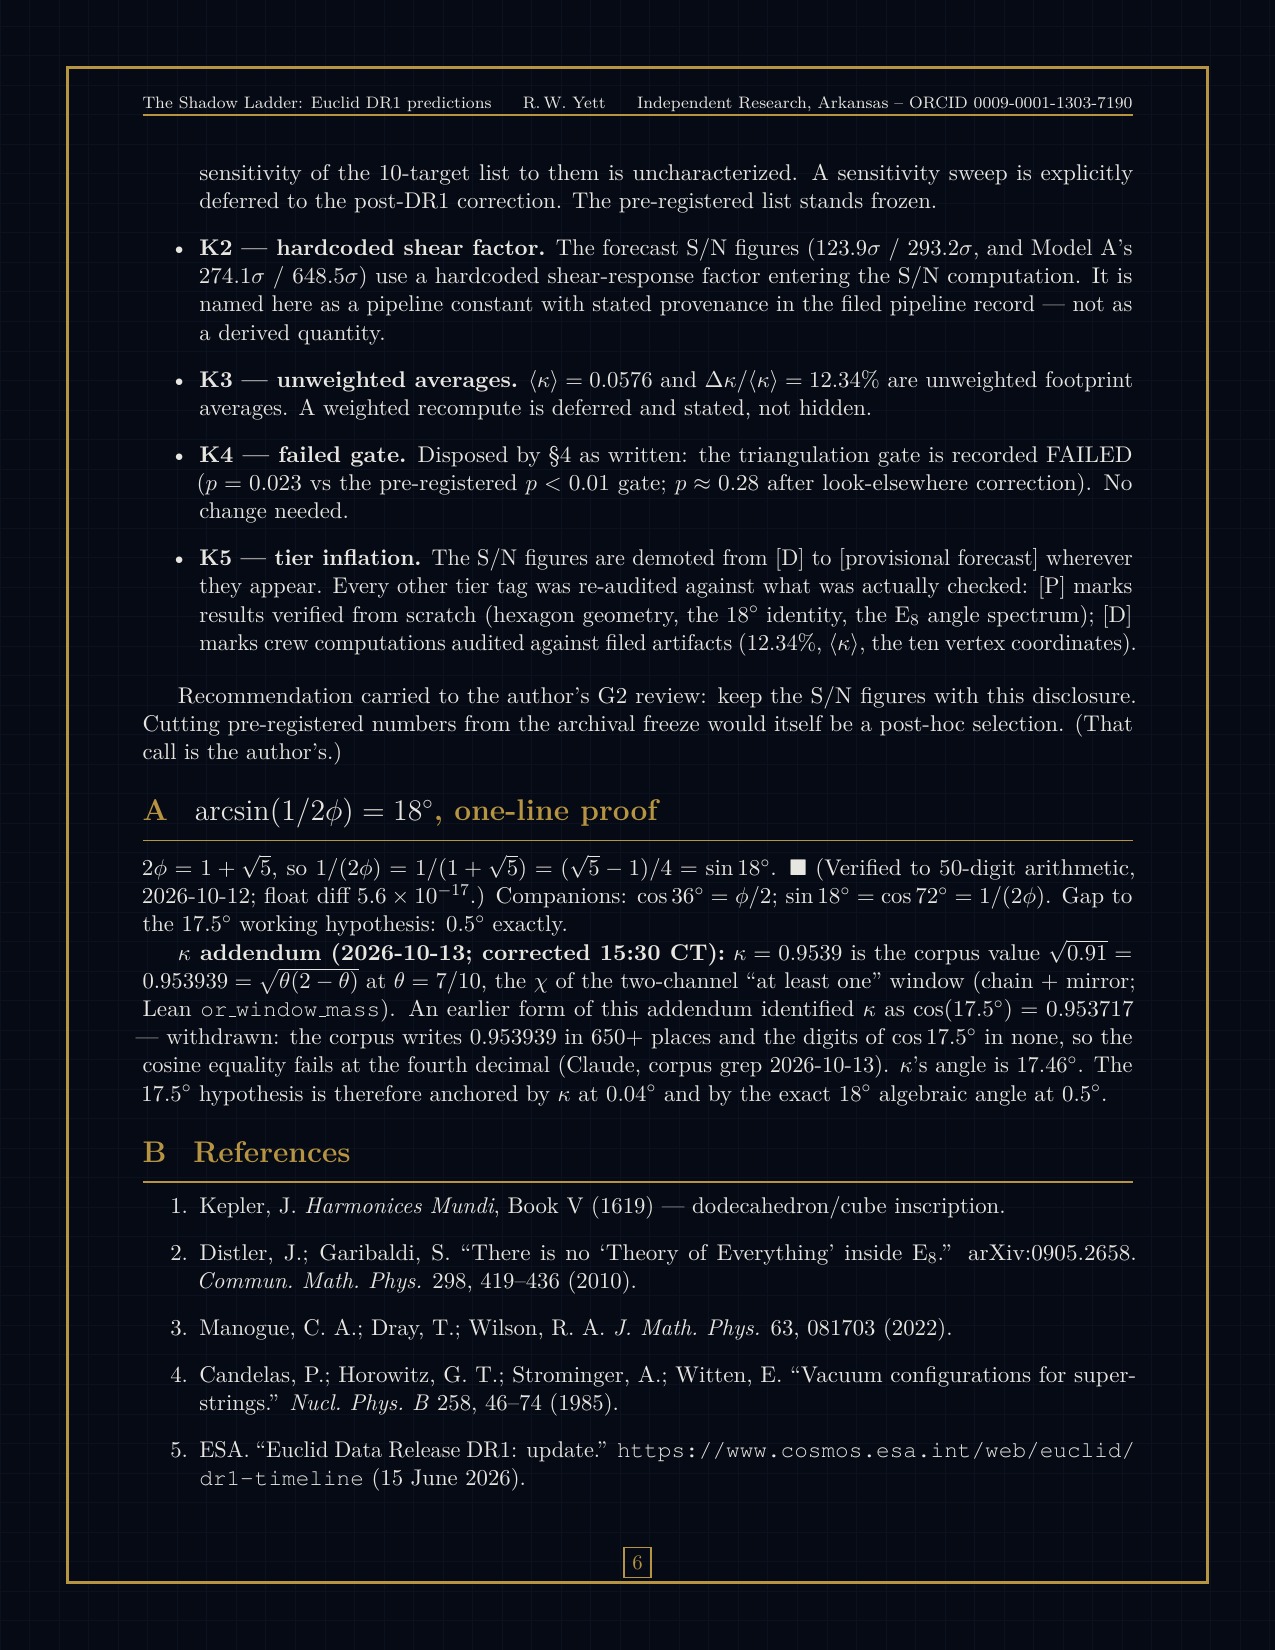 The Shadow Ladder: Euclid DR1 predictions R. W. Yett Independent Research, Arkansas – ORCID 0009-0001-1303-7190
sensitivity of the 10-target list to them is uncharacterized. A sensitivity sweep is explicitly
deferred to the post-DR1 correction. The pre-registered list stands frozen.
• K2 — hardcoded shear factor. The forecast S/N figures (123.9σ / 293.2σ, and Model A's
274.1σ / 648.5σ) use a hardcoded shear-response factor entering the S/N computation. It is
named here as a pipeline constant with stated provenance in the filed pipeline record — not as
a derived quantity.
• K3 — unweighted averages. ⟨κ⟩ = 0.0576 and Δκ/⟨κ⟩ = 12.34% are unweighted footprint
averages. A weighted recompute is deferred and stated, not hidden.
• K4 — failed gate. Disposed by §4 as written: the triangulation gate is recorded FAILED
(p = 0.023 vs the pre-registered p < 0.01 gate; p ≈ 0.28 after look-elsewhere correction). No
change needed.
• K5 — tier inflation. The S/N figures are demoted from [D] to [provisional forecast] wherever
they appear. Every other tier tag was re-audited against what was actually checked: [P] marks
results verified from scratch (hexagon geometry, the 18° identity, the E₈ angle spectrum); [D]
marks crew computations audited against filed artifacts (12.34%, ⟨κ⟩, the ten vertex coordinates).
Recommendation carried to the author's G2 review: keep the S/N figures with this disclosure.
Cutting pre-registered numbers from the archival freeze would itself be a post-hoc selection. (That
call is the author's.)
A arcsin(1/2ϕ) = 18°, one-line proof
2ϕ = 1 + √5, so 1/(2ϕ) = 1/(1 + √5) = (√5 − 1)/4 = sin 18°. ■ (Verified to 50-digit arithmetic,
2026-10-12; float diff 5.6 × 10⁻¹⁷.) Companions: cos 36° = ϕ/2; sin 18° = cos 72° = 1/(2ϕ). Gap to
the 17.5° working hypothesis: 0.5° exactly.
κ addendum (2026-10-13; corrected 15:30 CT): κ = 0.9539 is the corpus value √0.91 =
0.953939 = √θ(2 − θ) at θ = 7/10, the χ of the two-channel “at least one” window (chain + mirror;
Lean or_window_mass). An earlier form of this addendum identified κ as cos(17.5°) = 0.953717
— withdrawn: the corpus writes 0.953939 in 650+ places and the digits of cos 17.5° in none, so the
cosine equality fails at the fourth decimal (Claude, corpus grep 2026-10-13). κ's angle is 17.46°. The
17.5° hypothesis is therefore anchored by κ at 0.04° and by the exact 18° algebraic angle at 0.5°.
B References
1. Kepler, J. Harmonices Mundi, Book V (1619) — dodecahedron/cube inscription.
2. Distler, J.; Garibaldi, S. “There is no ‘Theory of Everything’ inside E₈.” arXiv:0905.2658.
Commun. Math. Phys. 298, 419–436 (2010).
3. Manogue, C. A.; Dray, T.; Wilson, R. A. J. Math. Phys. 63, 081703 (2022).
4. Candelas, P.; Horowitz, G. T.; Strominger, A.; Witten, E. “Vacuum configurations for super-
strings.” Nucl. Phys. B 258, 46–74 (1985).
5. ESA. “Euclid Data Release DR1: update.” https://www.cosmos.esa.int/web/euclid/
dr1-timeline (15 June 2026).
6